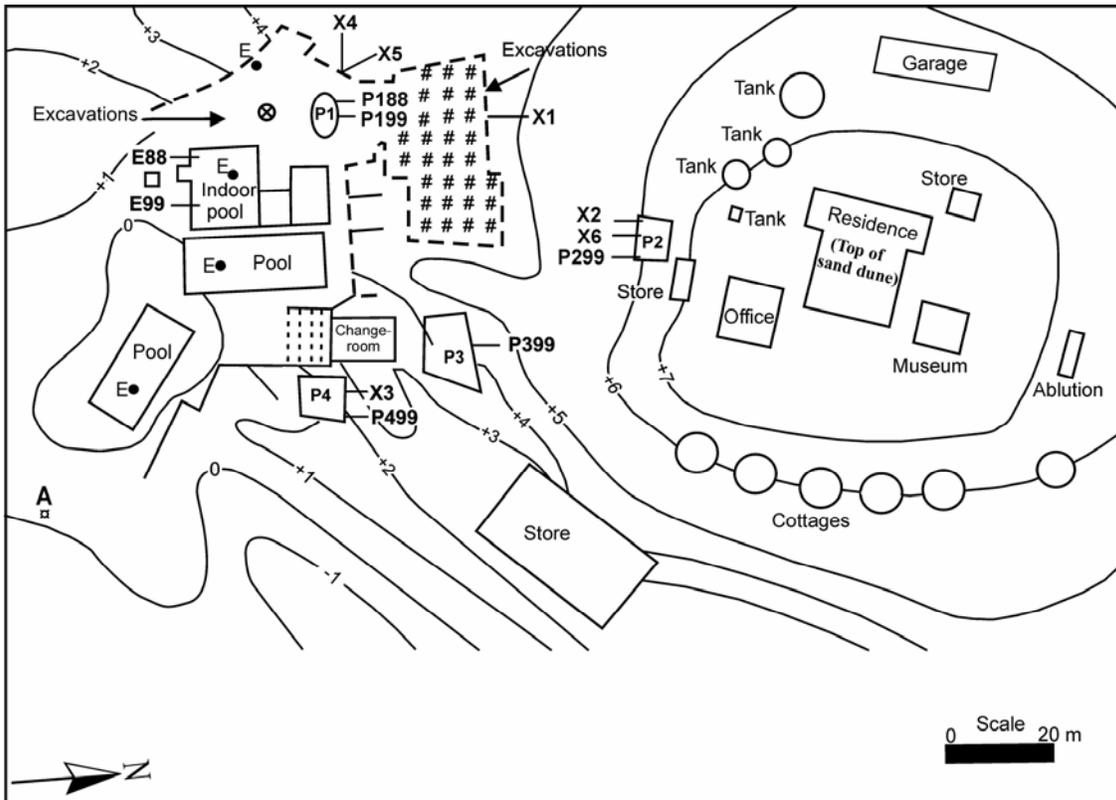 +4
+3
X4
X5
Excavations
Garage
E
+2
Tank
P188
P199
P1
X1
Excavations
# # #
# # #
# # #
# # # #
# # # #
# # # #
# # # #
# # # #
Tank
Tank
E88
E
Indoor
pool
E99
+1
Store
Tank
X2
X6
P2
P299
Residence
(Top of
sand dune)
0
E
Pool
Store
Office
Change-
room
P3
P399
Pool
Museum
E
P4
X3
P499
+6
+7
Ablution
+5
+4
+3
+2
+1
0
A
Cottages
Store
-1
Scale
0 20 m
N